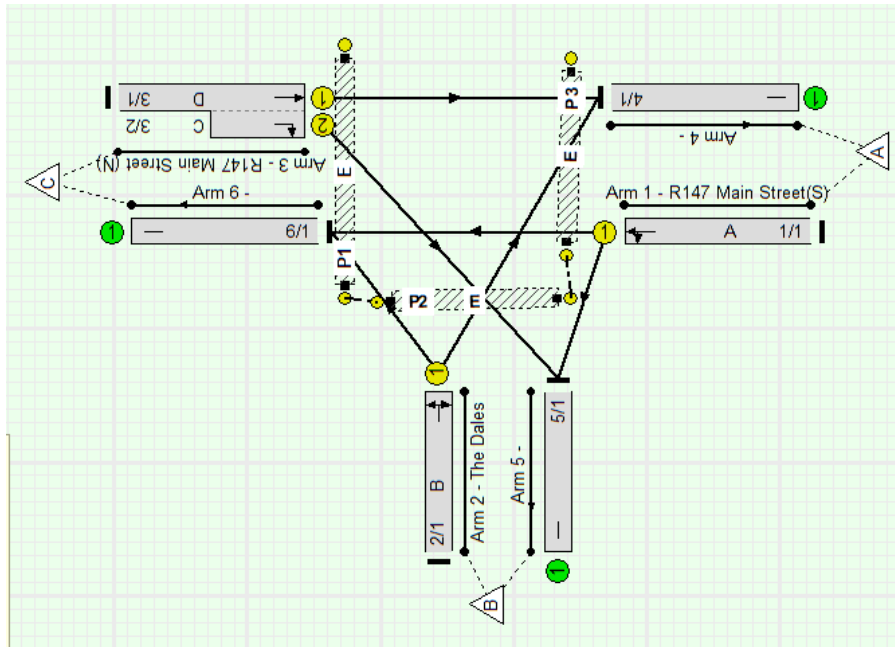 3/1 D 1
3/2 C 2
Arm 3 - R147 Main Street (N)
C
Arm 6 -
1 6/1
E
P1
P2 E
P3
E
4/1 1
Arm 4 -
A
Arm 1 - R147 Main Street(S)
1 A 1/1
1
2/1 B
Arm 2 - The Dales
Arm 5 -
5/1
1
B